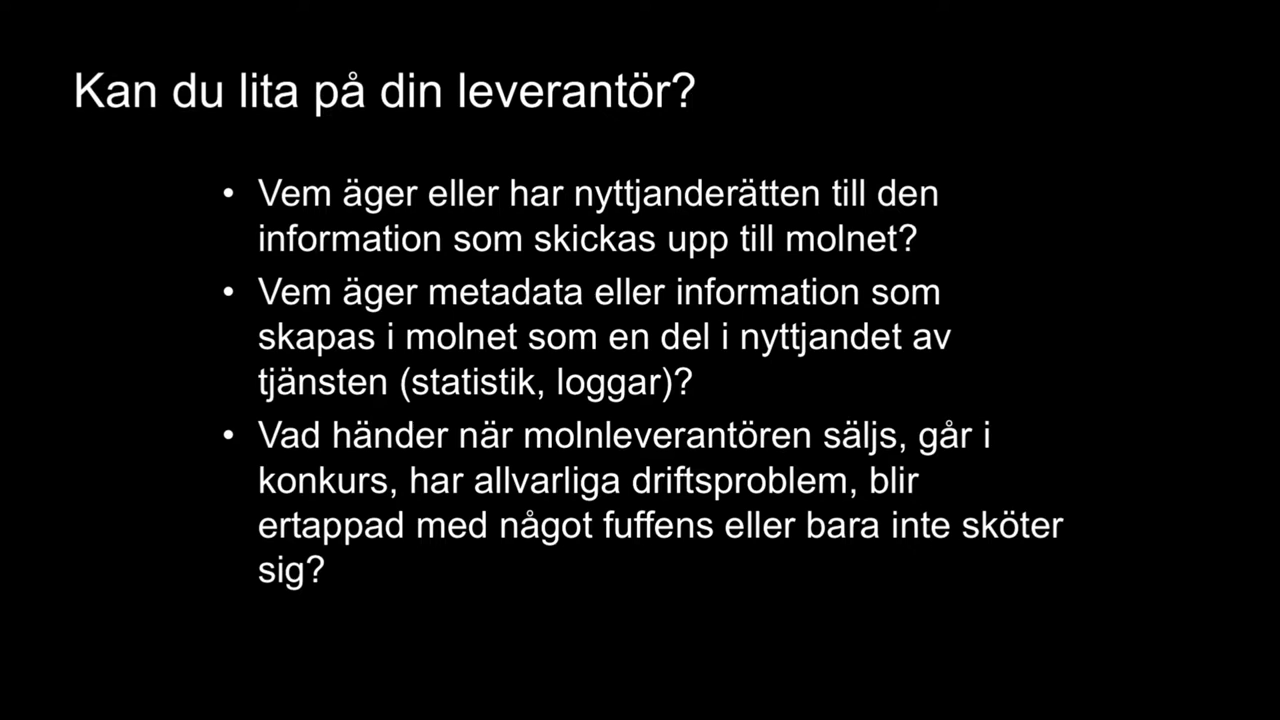 Kan du lita på din leverantör?
• Vem äger eller har nyttjanderätten till den
information som skickas upp till molnet?
• Vem äger metadata eller information som
skapas i molnet som en del i nyttjandet av
tjänsten (statistik, loggar)?
• Vad händer när molnleverantören säljs, går i
konkurs, har allvarliga driftsproblem, blir
ertappad med något fuffens eller bara inte sköter
sig?